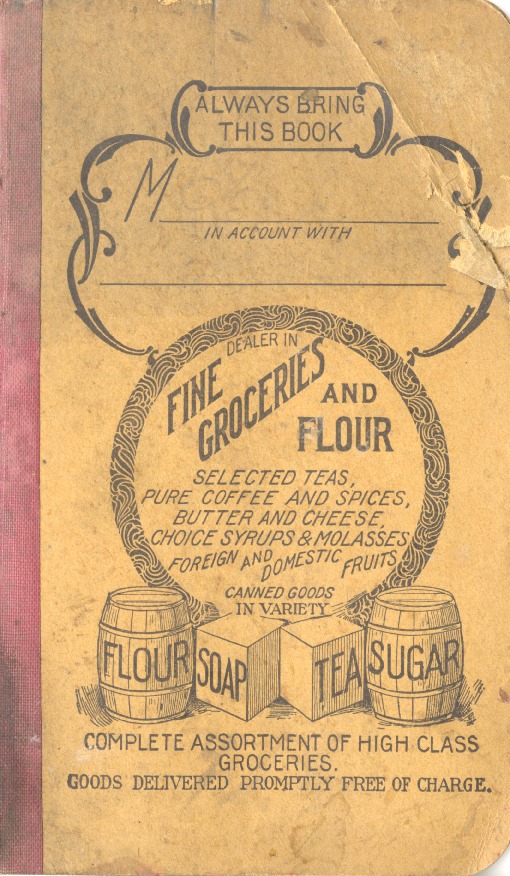 ALWAYS BRING
THIS BOOK
M
IN ACCOUNT WITH
DEALER IN
FINE
GROCERIES AND
FLOUR
SELECTED TEAS,
PURE COFFEE AND SPICES,
BUTTER AND CHEESE,
CHOICE SYRUPS & MOLASSES
FOREIGN AND DOMESTIC FRUITS
CANNED GOODS
IN VARIETY
FLOUR SOAP TEA SUGAR
COMPLETE ASSORTMENT OF HIGH CLASS
GROCERIES.
GOODS DELIVERED PROMPTLY FREE OF CHARGE.